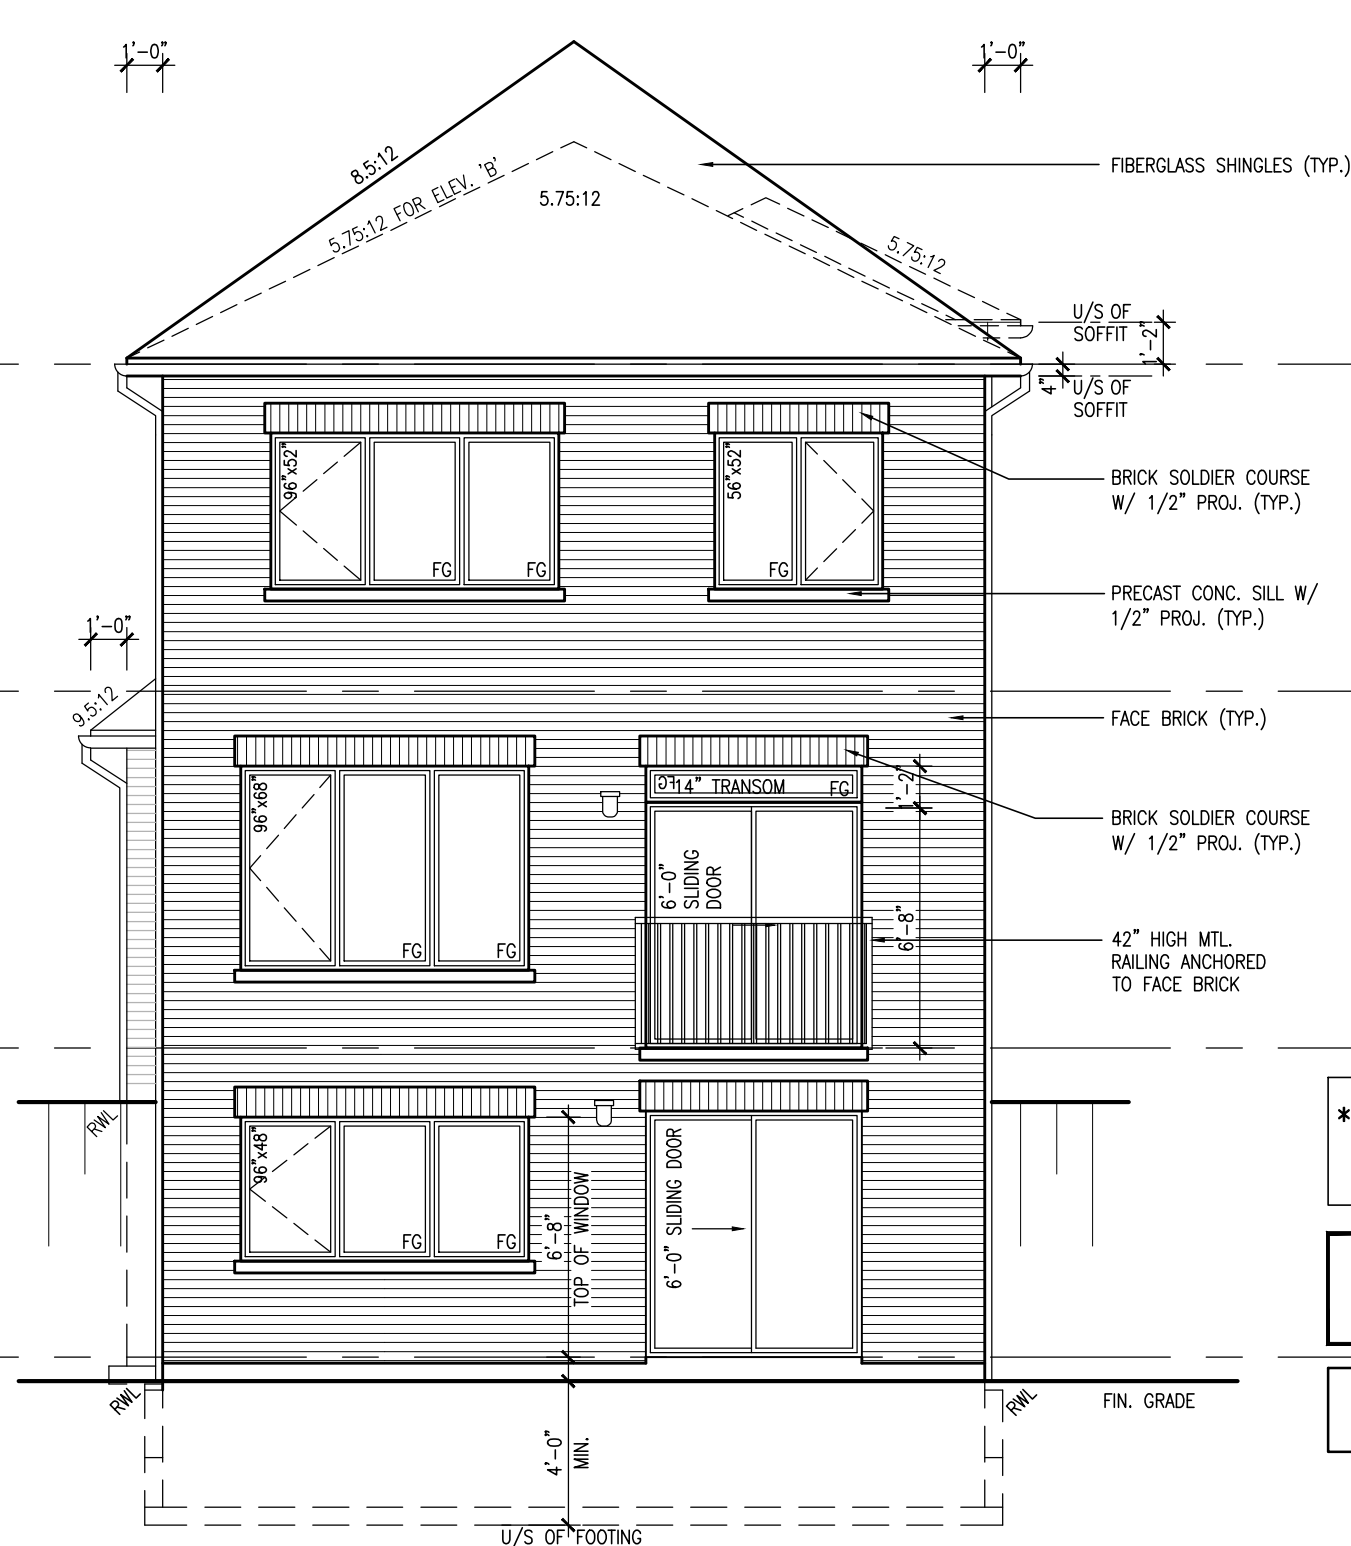 1'-0"
1'-0"
8.5:12
5.75:12 FOR ELEV. 'B'
5.75:12
5.75:12
FIBERGLASS SHINGLES (TYP.)
U/S OF
SOFFIT
1'-2"
4"
U/S OF
SOFFIT
96"x52"
FG
FG
56"x52"
FG
BRICK SOLDIER COURSE
W/ 1/2" PROJ. (TYP.)
PRECAST CONC. SILL W/
1/2" PROJ. (TYP.)
1'-0"
9.5:12
FACE BRICK (TYP.)
96"x68"
FG
FG
FG
14" TRANSOM
FG
1'-2"
BRICK SOLDIER COURSE
W/ 1/2" PROJ. (TYP.)
6'-0"
SLIDING
DOOR
6'-8"
42" HIGH MTL.
RAILING ANCHORED
TO FACE BRICK
RWL
96"x48"
FG
FG
6'-8"
TOP OF WINDOW
6'-0" SLIDING DOOR
*
RWL
RWL
FIN. GRADE
4'-0"
MIN.
U/S OF FOOTING